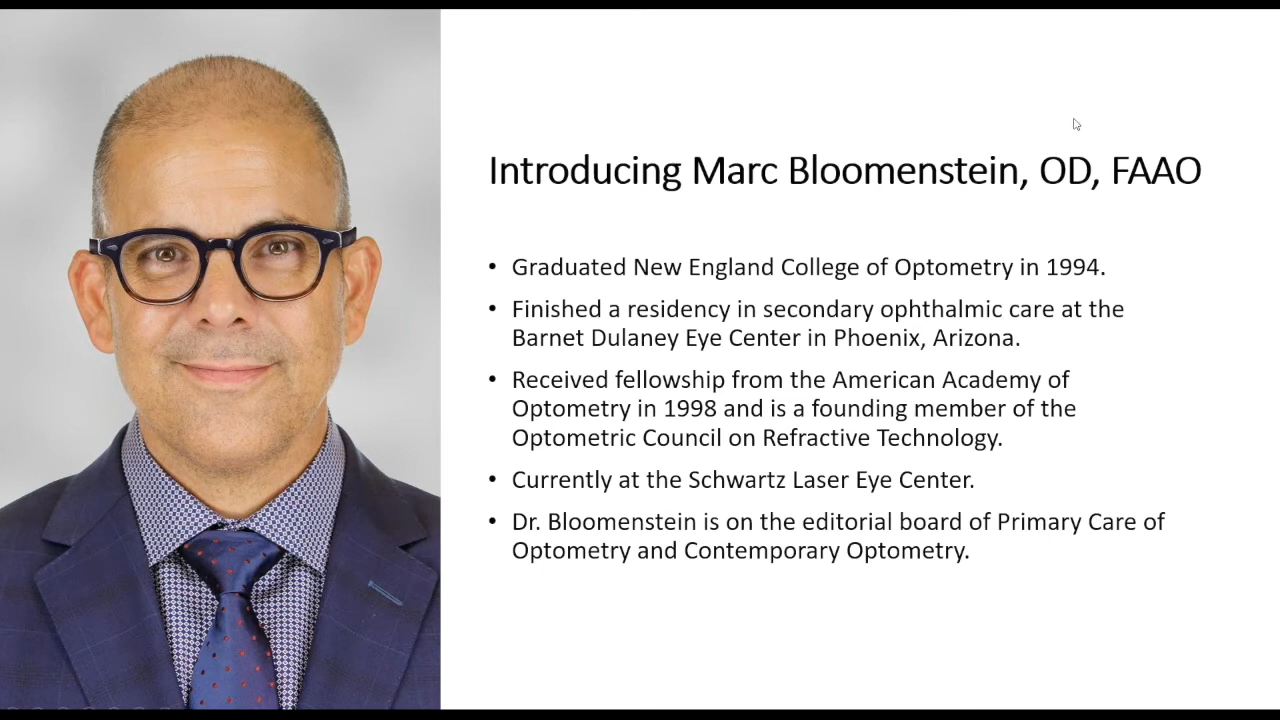 Introducing Marc Bloomenstein, OD, FAAO
• Graduated New England College of Optometry in 1994.
• Finished a residency in secondary ophthalmic care at the
Barnet Dulaney Eye Center in Phoenix, Arizona.
• Received fellowship from the American Academy of
Optometry in 1998 and is a founding member of the
Optometric Council on Refractive Technology.
• Currently at the Schwartz Laser Eye Center.
• Dr. Bloomenstein is on the editorial board of Primary Care of
Optometry and Contemporary Optometry.